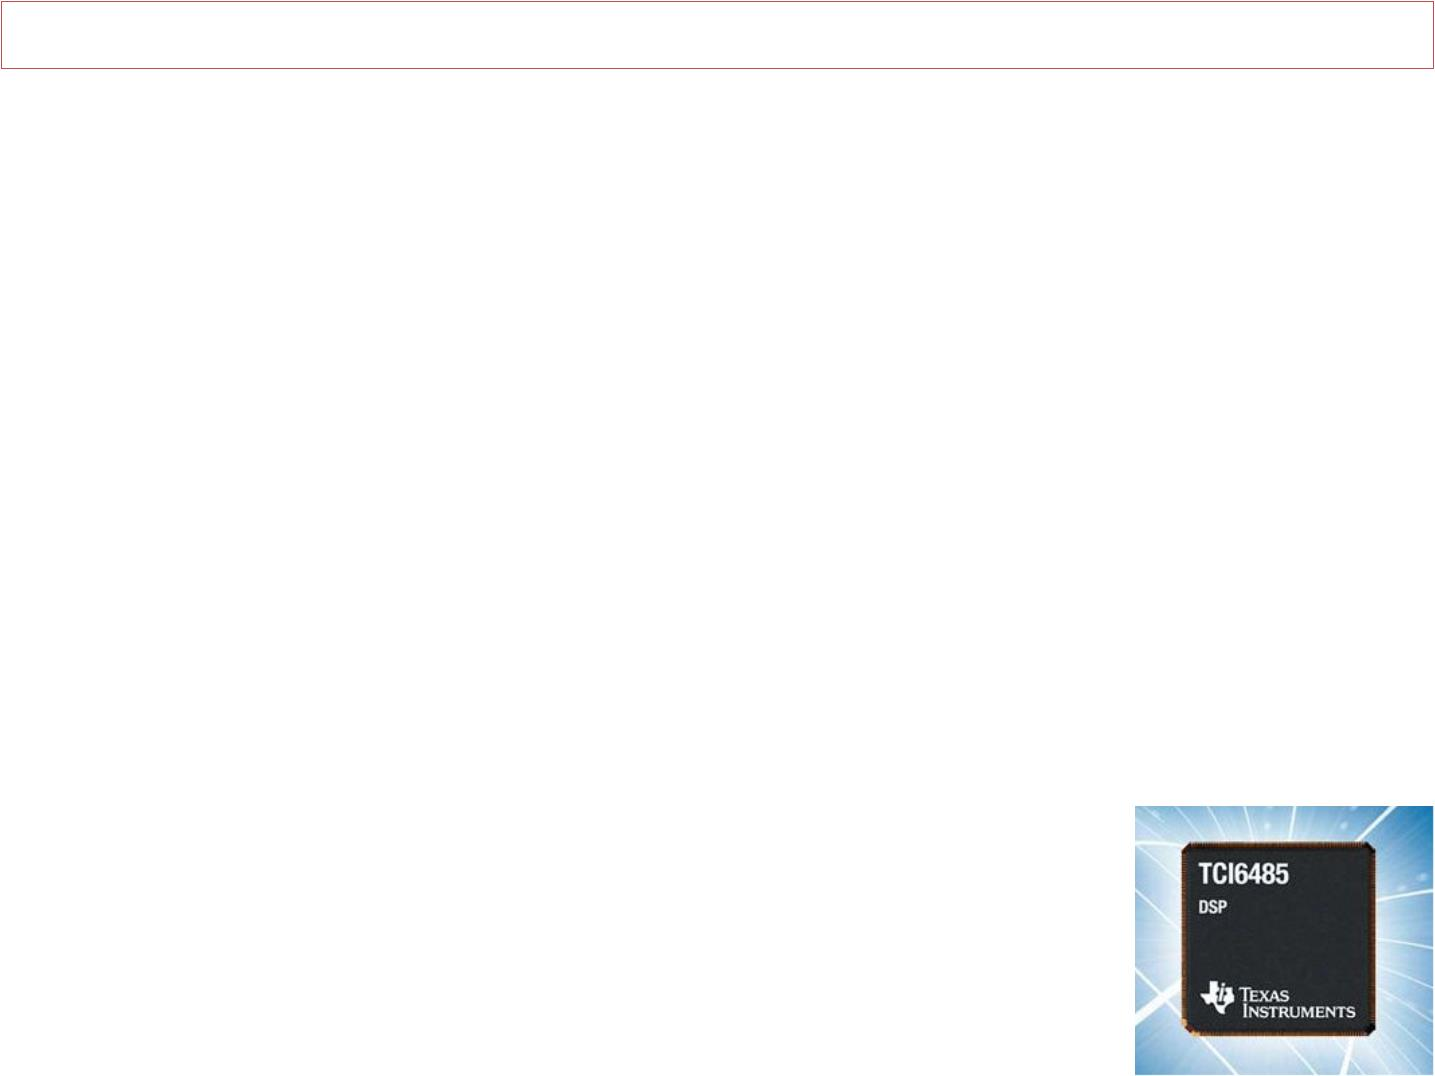 TCI6485
DSP
TEXAS
INSTRUMENTS